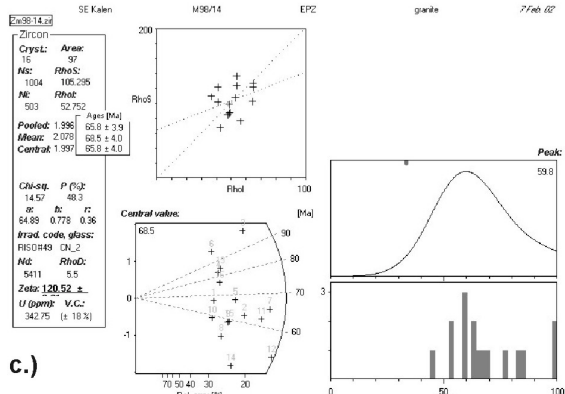 SE Kalen M98/14 EPZ granite 7 Feb. 02
Zm98-14.zir
Zircon
Cryst.: Area:
16 97
Ns: RhoS:
1004 105.295
Ni: RhoI:
503 52.752
Ages [Ma]
Pooled: 1.996 65.8 ± 3.9
Mean: 2.078 68.5 ± 4.0
Central: 1.997 65.8 ± 4.0
Chi-sq. P (%):
14.57 48.3
a: b: r:
64.89 0.778 0.36
Irrad. code, glass:
RISO#49 CN_2
Nd: RhoD:
5411 5.5
Zeta: 120.52 ±
U (ppm): V.C.:
342.75 (± 18 %)
200
RhoS
RhoI 100
Central value: [Ma]
68.5
90
80
70
60
1
0
-1
70 50 40 30 20
Peak:
59.8
3
0 50 100
c.)